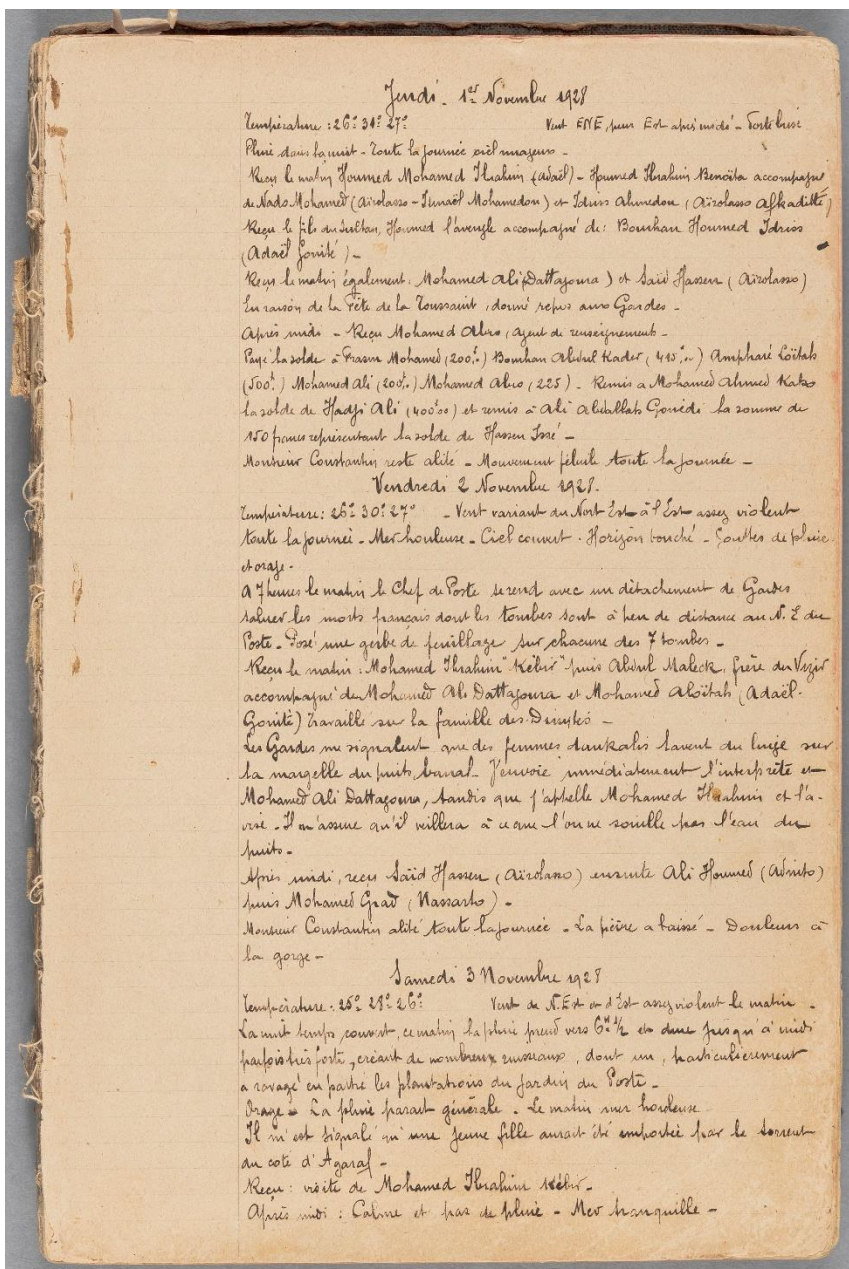 Jeudi - 1er Novembre 1928
Température : 26° 31° 27° Vent ENE, puis Est après midi - Forte brise
Pluie dans la nuit - Toute la journée ciel nuageux -
Reçu le matin Houmed Mohamed Ibrahim (adaël) - Houmed Ibrahim Benoïta accompagné
de Nado Mohamed (Aïrolasso - Ismaël Mohamedou) et Idriss Ahmedou (Aïrolasso Afkaditté)
Reçu le fils du Sultan, Houmed l'aveugle accompagné de : Bourhan Houmed Idriss
(Adaël Gonité) -
Reçu le matin également : Mohamed Ali (Dattagoura) et Saïd Hassen (Aïrolasso)
En raison de la Fête de la Toussaint, donné repos aux Gardes -
Après midi - Reçu Mohamed Abro, agent de renseignement -
Payé la solde à Mohamed (200f.) Bourhan Abdul Kader, (415f.) Ampharé Loïtah
(500f.) Mohamed Ali (200f.) Mohamed Abro (225) - Remis a Mohamed Ahmed Kako
la solde de Hadji Ali (400f00) et remis à Ali Abdallah Gouédi la somme de
150 francs représentant la solde de Hassen Issé -
Monsieur Constantin reste alité - Mouvement fébrile toute la journée -
Vendredi 2 Novembre 1928.
Température : 26° 30° 27° - Vent variant du Nort Est à l'Est assez violent
toute la journée - Mer houleuse - Ciel couvert - Horizon bouché - Gouttes de pluie
et orage -
A 7 heures le matin le Chef de Poste se rend avec un détachement de Gardes
saluer les morts français dont les tombes sont à peu de distance au N. E du
Poste - Posé une gerbe de feuillage sur chacune des 7 tombes -
Reçu le matin : Mohamed Ibrahim "Kébir" puis Abdul Maleck, frère du Vizir
accompagné de Mohamed Ali Dattagoura et Mohamed Aloïtah (Adaël-
Gonité) Travaille sur la famille des -
Les Gardes me signalent que des femmes dankalis lavent du linge sur
la margelle du puits banal - J'envoie immédiatement l'interprète et
Mohamed Ali Dattagoura, tandis que j'appelle Mohamed Ibrahim et l'a-
vise - Il m'assure qu'il veillera à ce que l'on ne souille pas l'eau du
puits -
Après midi, reçu Saïd Hassen (Aïrolasso) ensuite Ali Houmed (Adnito)
puis Mohamed Grad (Nassarto) -
Monsieur Constantin alité toute la journée - La fièvre a baissé - Douleurs à
la gorge -
Samedi 3 Novembre 1928
Température : 25° 28° 26° Vent de N. Est et d'Est assez violent le matin -
La nuit temps couvert, ce matin la pluie prend vers 6H 1/2 et dure jusqu'à midi
parfois très forte, créant de nombreux ruisseaux, dont un, particulièrement
a ravagé en partie les plantations du Jardin du Poste -
Orage - La pluie parait générale - Le matin mer houleuse
Il m'est signalé qu'une jeune fille aurait été emportée par le torrent
du coté d'Agaraf -
Reçu : visite de Mohamed Ibrahim Kébir -
Après midi : Calme et pas de pluie - Mer tranquille -